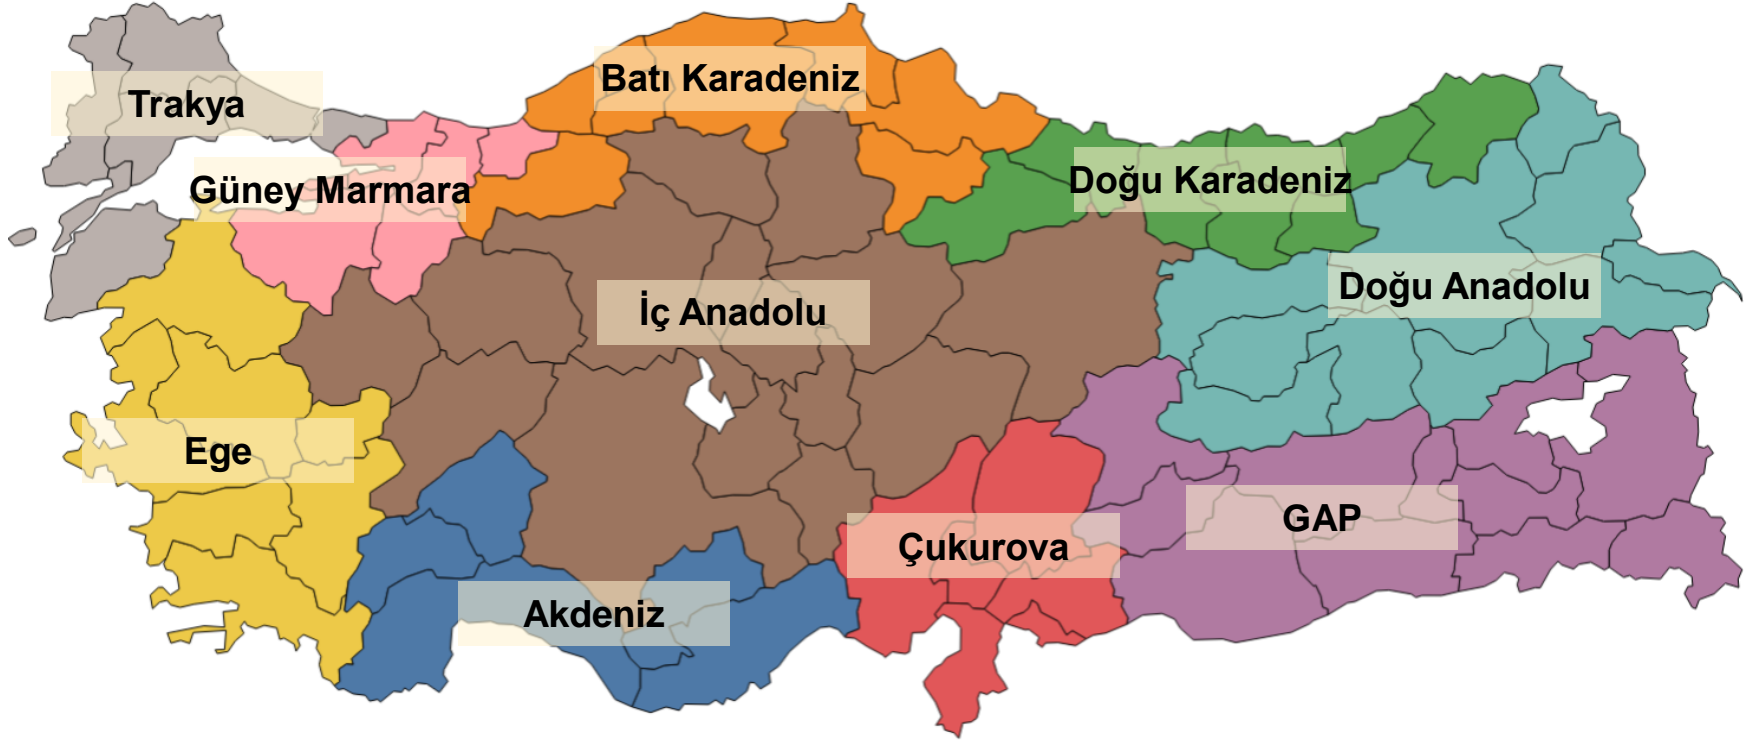 Batı Karadeniz
Trakya
Doğu Karadeniz
Güney Marmara
Doğu Anadolu
İç Anadolu
Ege
GAP
Çukurova
Akdeniz